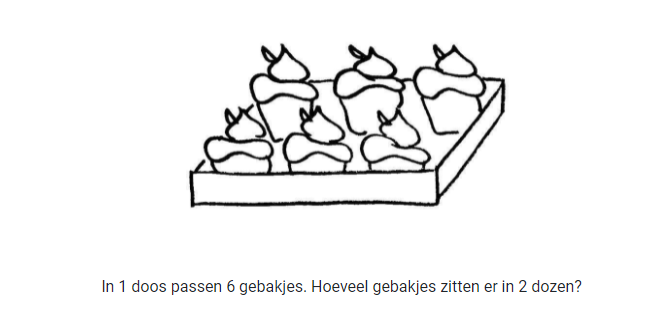 In 1 doos passen 6 gebakjes. Hoeveel gebakjes zitten er in 2 dozen?